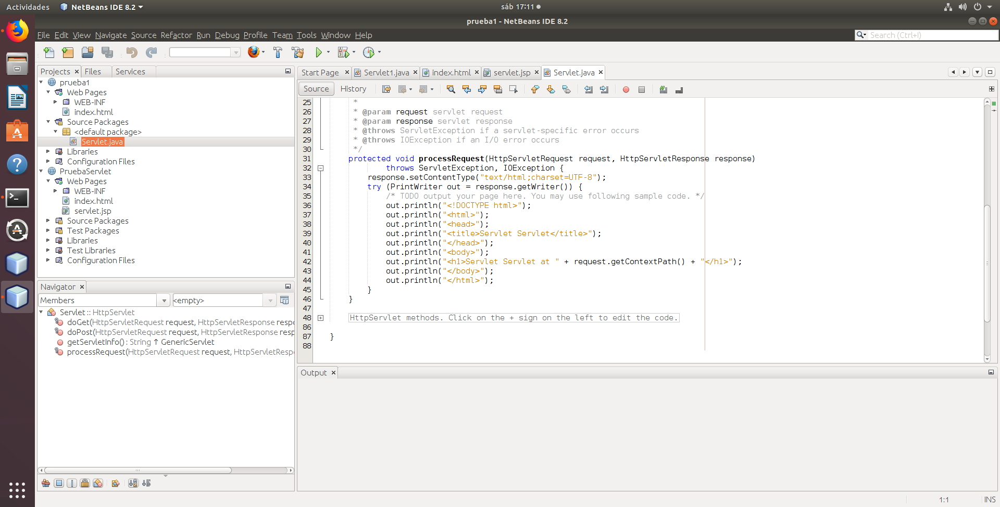 Actividades NetBeans IDE 8.2 sáb 17:11
prueba1 - NetBeans IDE 8.2
File Edit View Navigate Source Refactor Run Debug Profile Team Tools Window Help Search (Ctrl+I)
Projects Files Services
prueba1
Web Pages
WEB-INF
index.html
Source Packages
<default package>
Servlet.java
Libraries
Configuration Files
PruebaServlet
Web Pages
WEB-INF
index.html
servlet.jsp
Source Packages
Test Packages
Libraries
Test Libraries
Configuration Files
Navigator
Members <empty>
Servlet :: HttpServlet
doGet(HttpServletRequest request, HttpServletResponse respo
doPost(HttpServletRequest request, HttpServletResponse resp
getServletInfo() : String ↑ GenericServlet
processRequest(HttpServletRequest request, HttpServletRespo
Start Page Servlet1.java index.html servlet.jsp Servlet.java
Source History
25 *
26 * @param request servlet request
27 * @param response servlet response
28 * @throws ServletException if a servlet-specific error occurs
29 * @throws IOException if an I/O error occurs
30 */
31 protected void processRequest(HttpServletRequest request, HttpServletResponse response)
32 throws ServletException, IOException {
33 response.setContentType("text/html;charset=UTF-8");
34 try (PrintWriter out = response.getWriter()) {
35 /* TODO output your page here. You may use following sample code. */
36 out.println("<!DOCTYPE html>");
37 out.println("<html>");
38 out.println("<head>");
39 out.println("<title>Servlet Servlet</title>");
40 out.println("</head>");
41 out.println("<body>");
42 out.println("<h1>Servlet Servlet at " + request.getContextPath() + "</h1>");
43 out.println("</body>");
44 out.println("</html>");
45 }
46 }
47
48 HttpServlet methods. Click on the + sign on the left to edit the code.
86
87 }
88
Output
1:1 INS